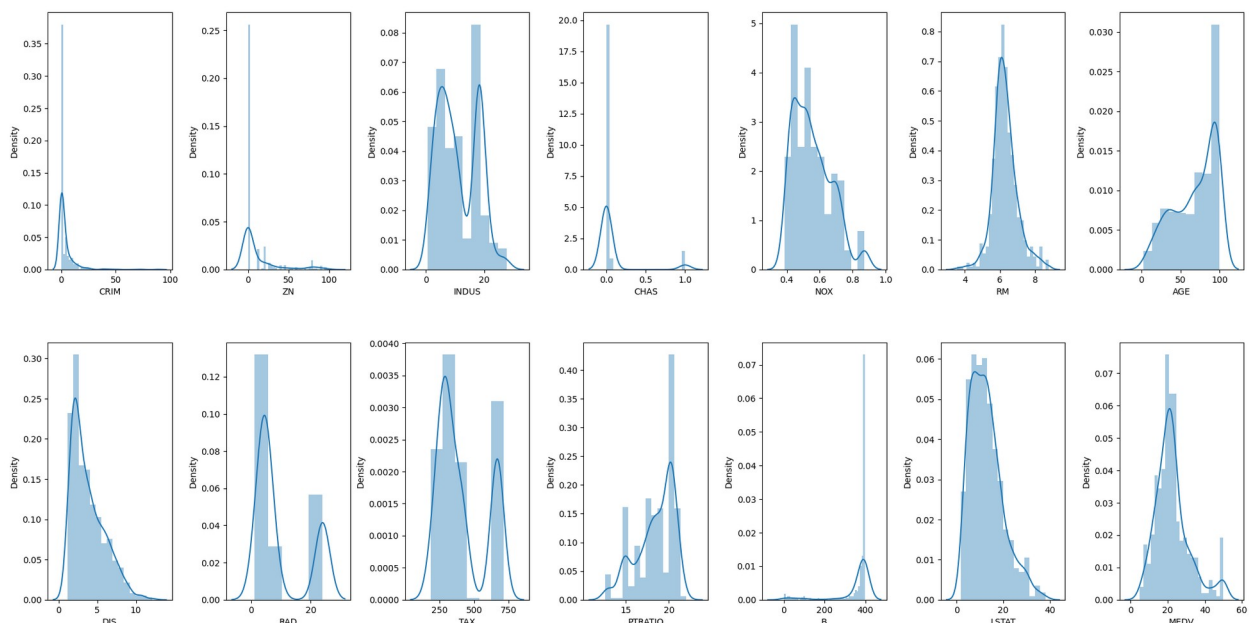 Density
0.35
0.30
0.25
0.20
0.15
0.10
0.05
0.00
0 50 100
CRIM
Density
0.25
0.20
0.15
0.10
0.05
0.00
0 50 100
ZN
Density
0.08
0.07
0.06
0.05
0.04
0.03
0.02
0.01
0.00
0 20
INDUS
Density
20.0
17.5
15.0
12.5
10.0
7.5
5.0
2.5
0.0
0.0 0.5 1.0
CHAS
Density
5
4
3
2
1
0
0.4 0.6 0.8 1.0
NOX
Density
0.8
0.7
0.6
0.5
0.4
0.3
0.2
0.1
0.0
4 6 8
RM
Density
0.030
0.025
0.020
0.015
0.010
0.005
0.000
0 50 100
AGE
Density
0.30
0.25
0.20
0.15
0.10
0.05
0.00
0 5 10
DIS
Density
0.12
0.10
0.08
0.06
0.04
0.02
0.00
0 20
RAD
Density
0.0040
0.0035
0.0030
0.0025
0.0020
0.0015
0.0010
0.0005
0.0000
250 500 750
TAX
Density
0.40
0.35
0.30
0.25
0.20
0.15
0.10
0.05
0.00
15 20
PTRATIO
Density
0.07
0.06
0.05
0.04
0.03
0.02
0.01
0.00
0 200 400
B
Density
0.06
0.05
0.04
0.03
0.02
0.01
0.00
0 20 40
LSTAT
Density
0.07
0.06
0.05
0.04
0.03
0.02
0.01
0.00
0 20 40 60
MEDV